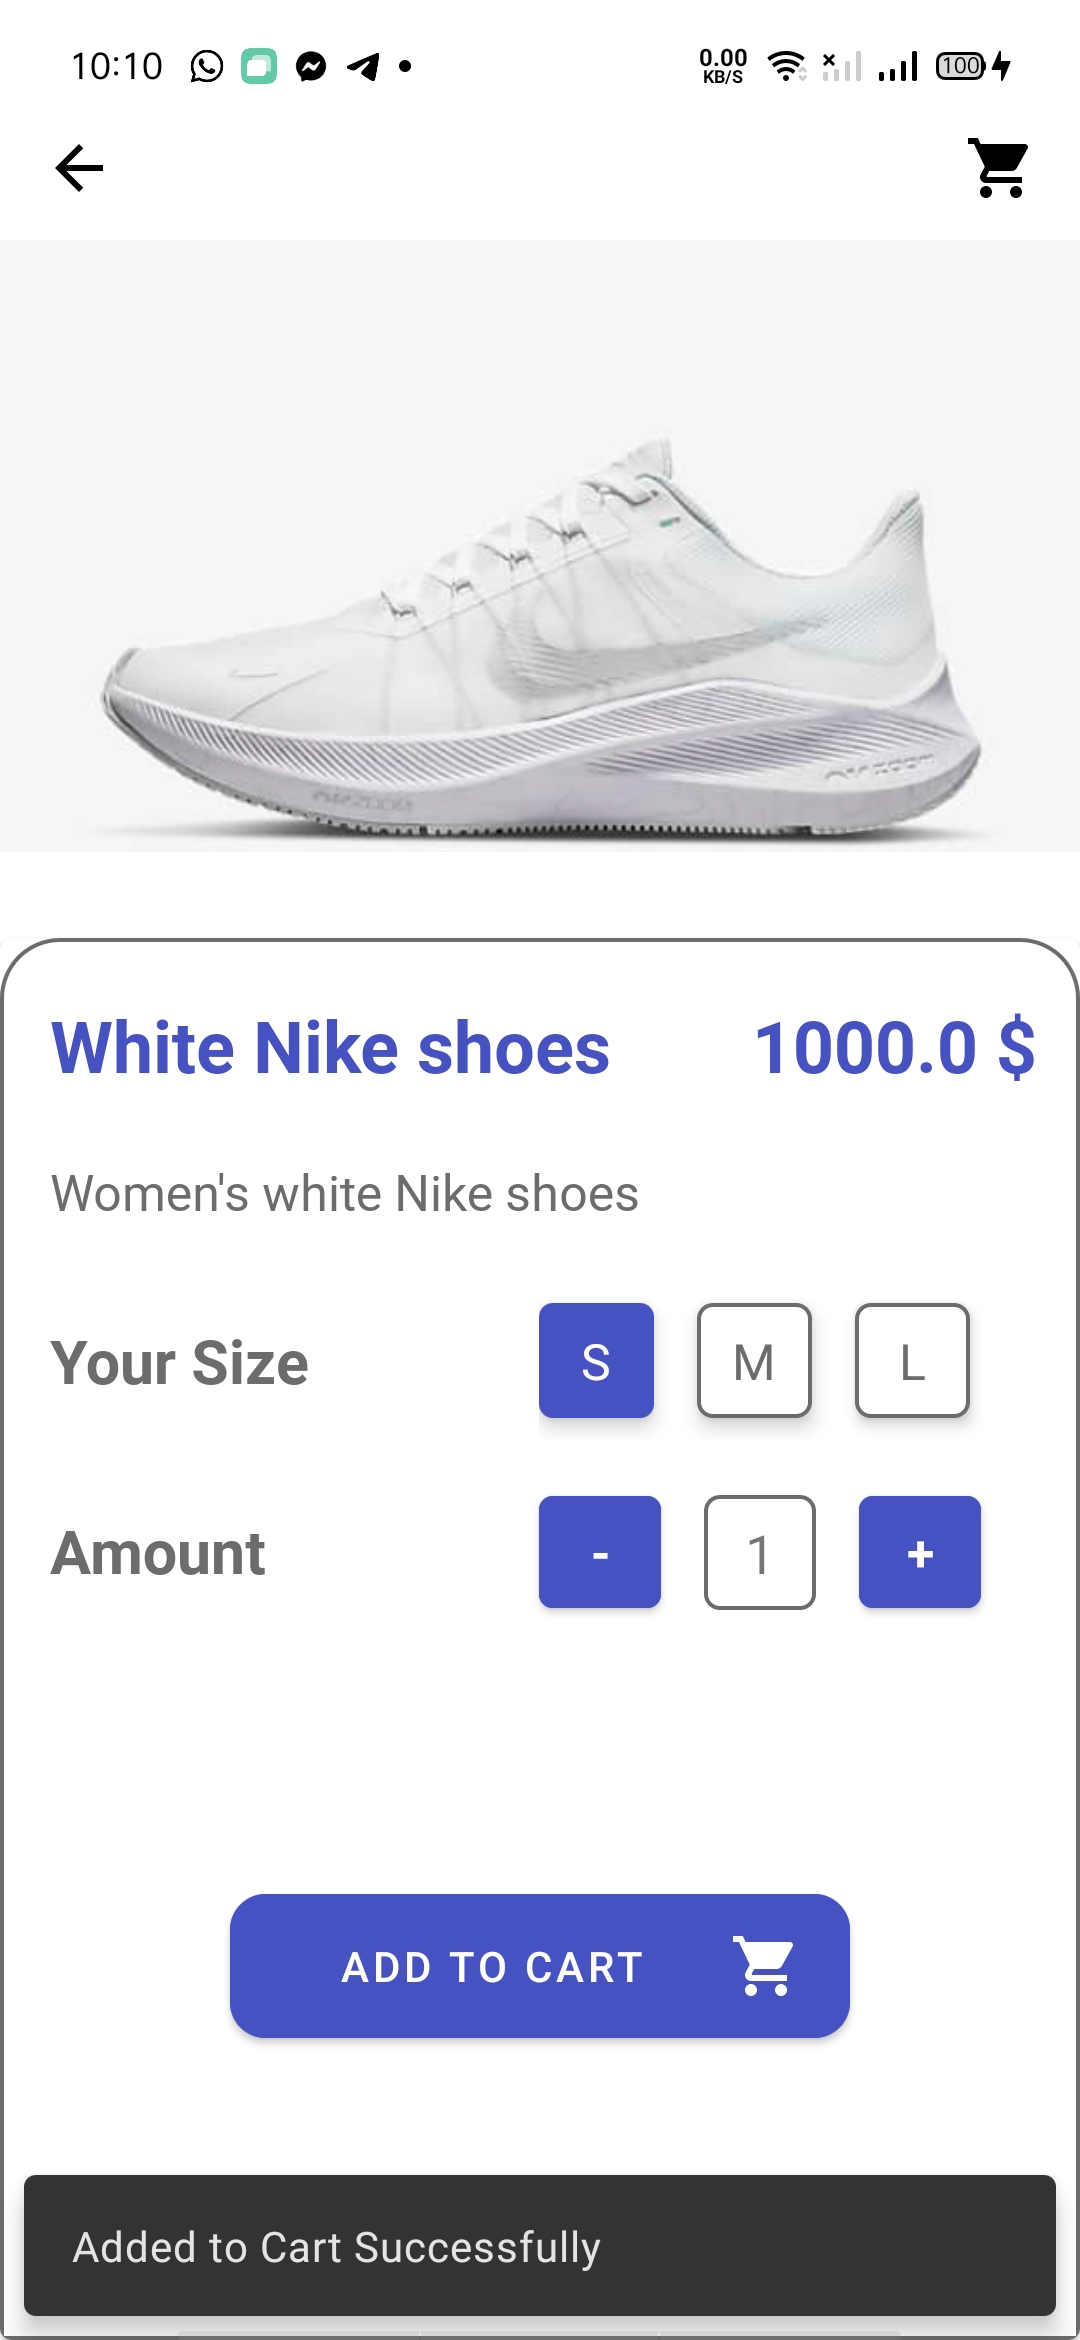 10:10
0.00
KB/S
100
White Nike shoes
1000.0 $
Women's white Nike shoes
Your Size
S
M
L
Amount
-
1
+
ADD TO CART
Added to Cart Successfully